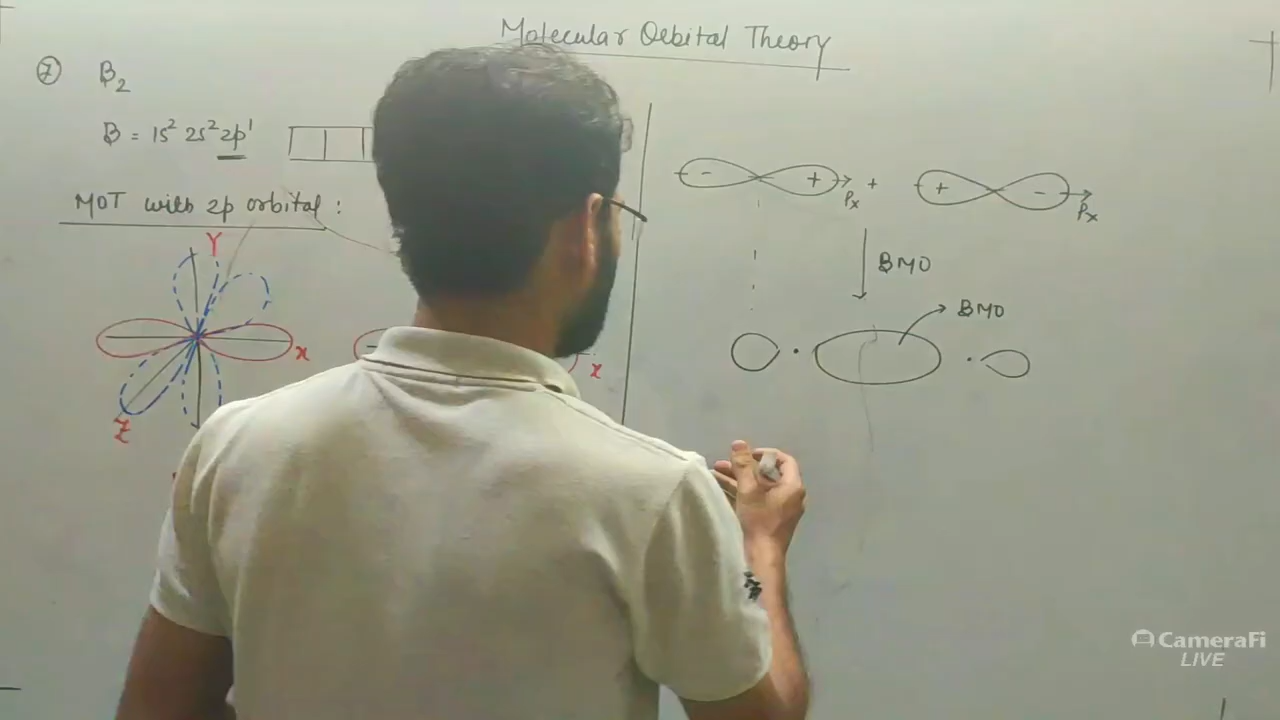 Molecular Orbital Theory
⑦ B₂
B = 1s² 2s² 2p¹
MOT with 2p orbital :
Y
x
Z
x
- + Px + + - Px
BMO
BMO
CameraFi
LIVE